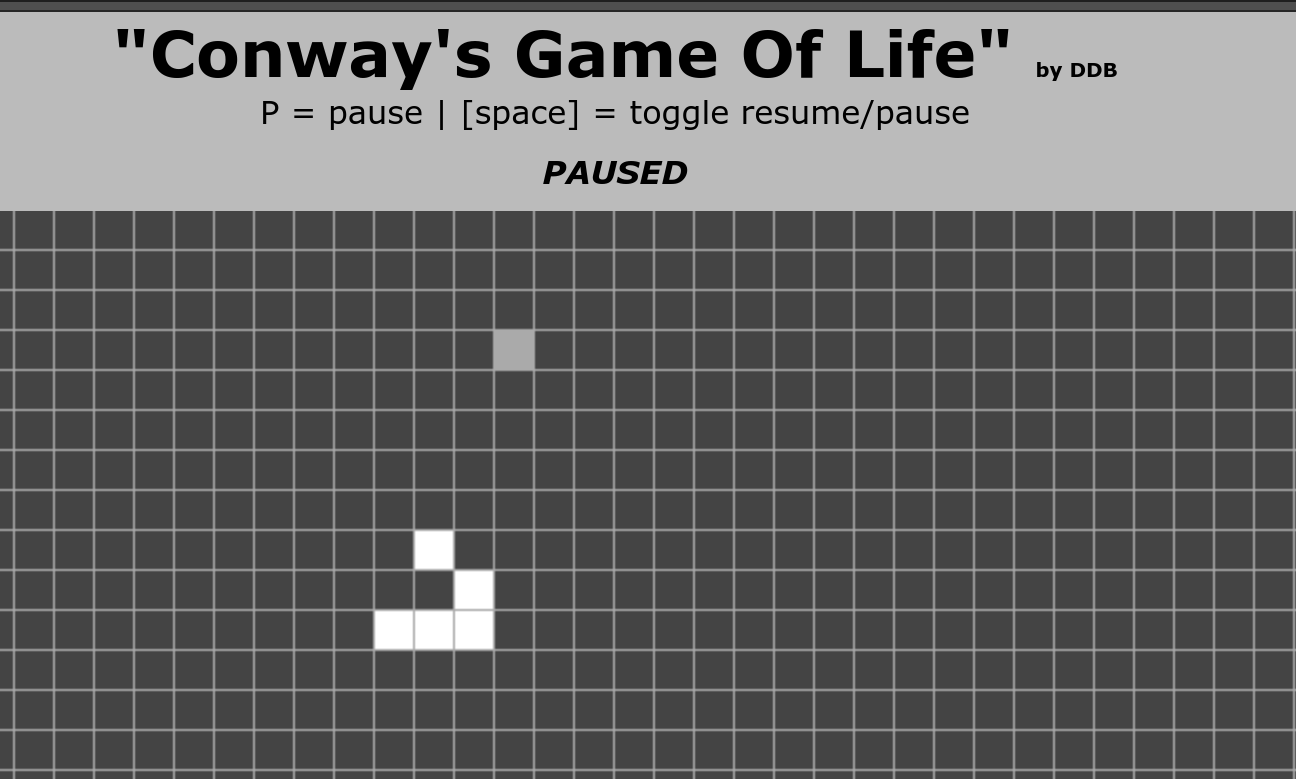 "Conway's Game Of Life" by DDB
P = pause | [space] = toggle resume/pause
PAUSED